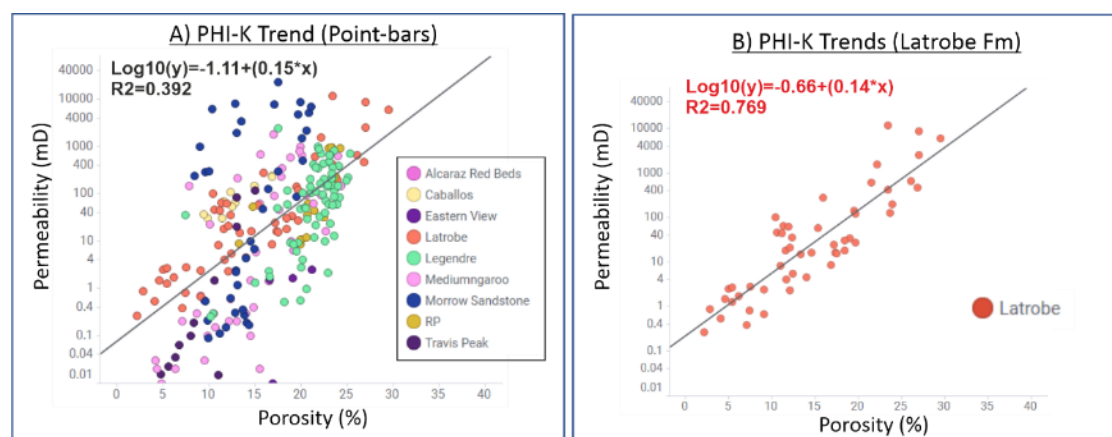 A) PHI-K Trend (Point-bars)
Log10(y)=-1.11+(0.15*x)
R2=0.392
Permeability (mD)
40000
10000
4000
1000
400
100
40
10
4
1
0.4
0.1
0.04
0.01
0
5
10
15
20
25
30
35
40
Porosity (%)
Alcaraz Red Beds
Caballos
Eastern View
Latrobe
Legendre
Mediumngaroo
Morrow Sandstone
RP
Travis Peak
B) PHI-K Trends (Latrobe Fm)
Log10(y)=-0.66+(0.14*x)
R2=0.769
Permeability (mD)
40000
10000
4000
1000
400
100
40
10
4
1
0.4
0.1
0.04
0.01
0
5
10
15
20
25
30
35
40
Porosity (%)
Latrobe